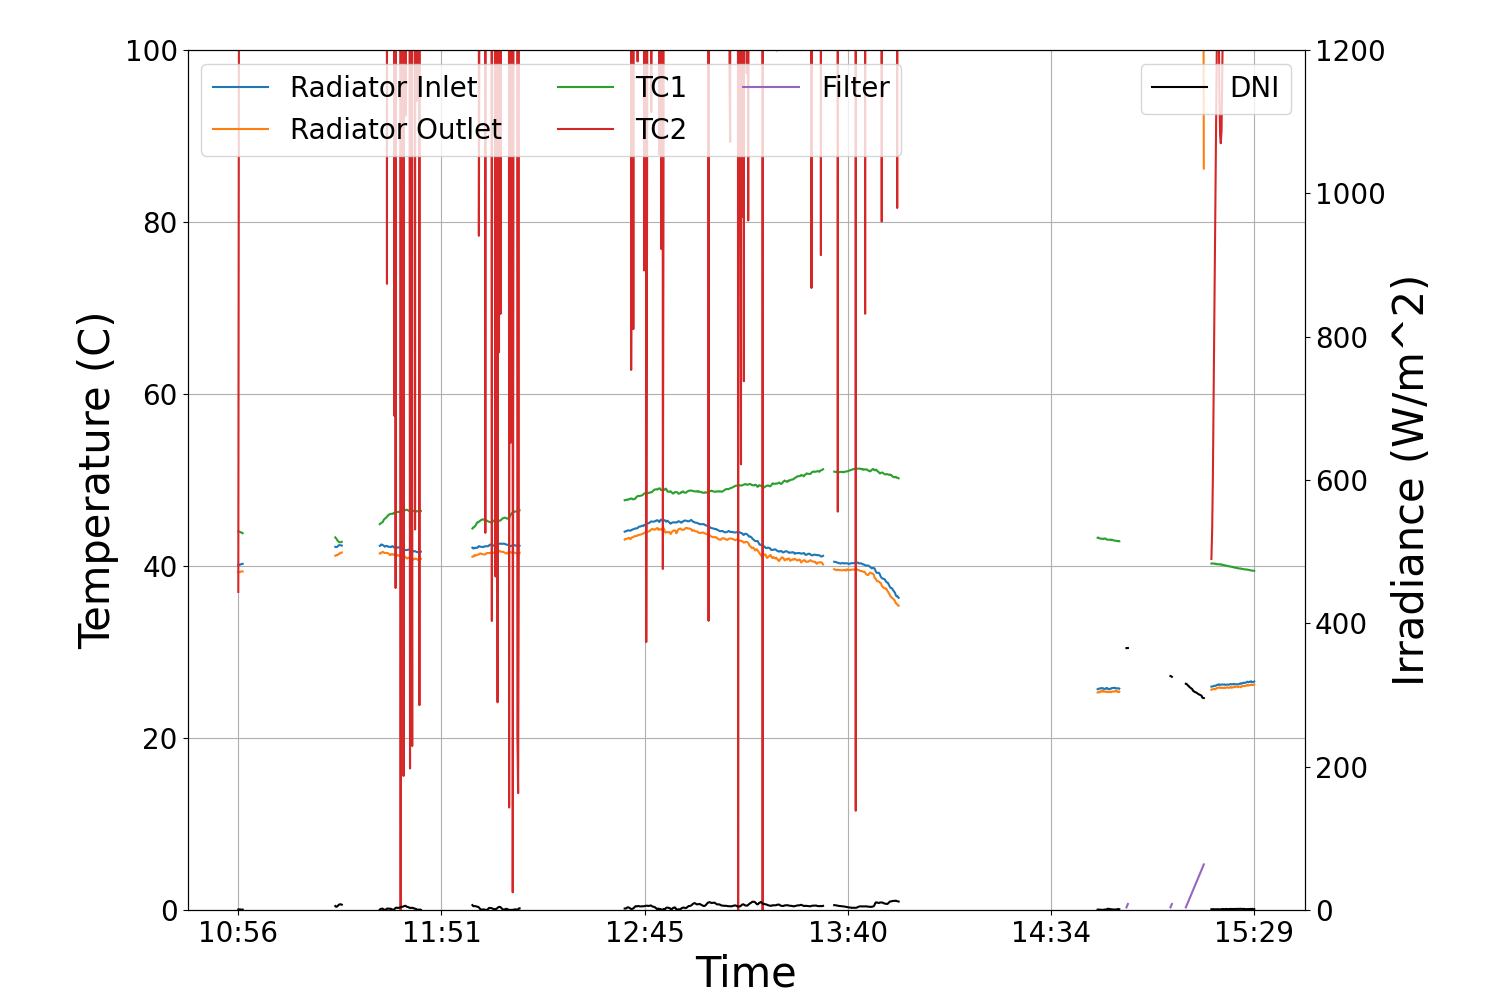 100
80
60
40
20
0
Temperature (C)
Radiator Inlet
Radiator Outlet
TC1
TC2
Filter
DNI
1200
1000
800
600
400
200
0
Irradiance (W/m^2)
10:56 11:51 12:45 13:40 14:34 15:29
Time